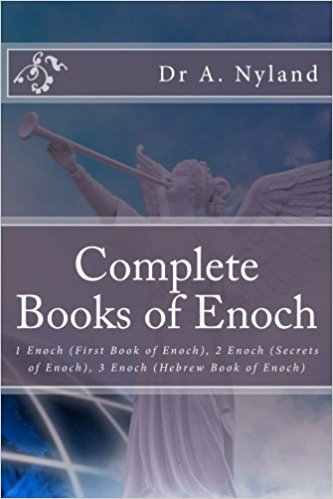 Dr A. Nyland
Complete
Books of Enoch
1 Enoch (First Book of Enoch), 2 Enoch (Secrets
of Enoch), 3 Enoch (Hebrew Book of Enoch)